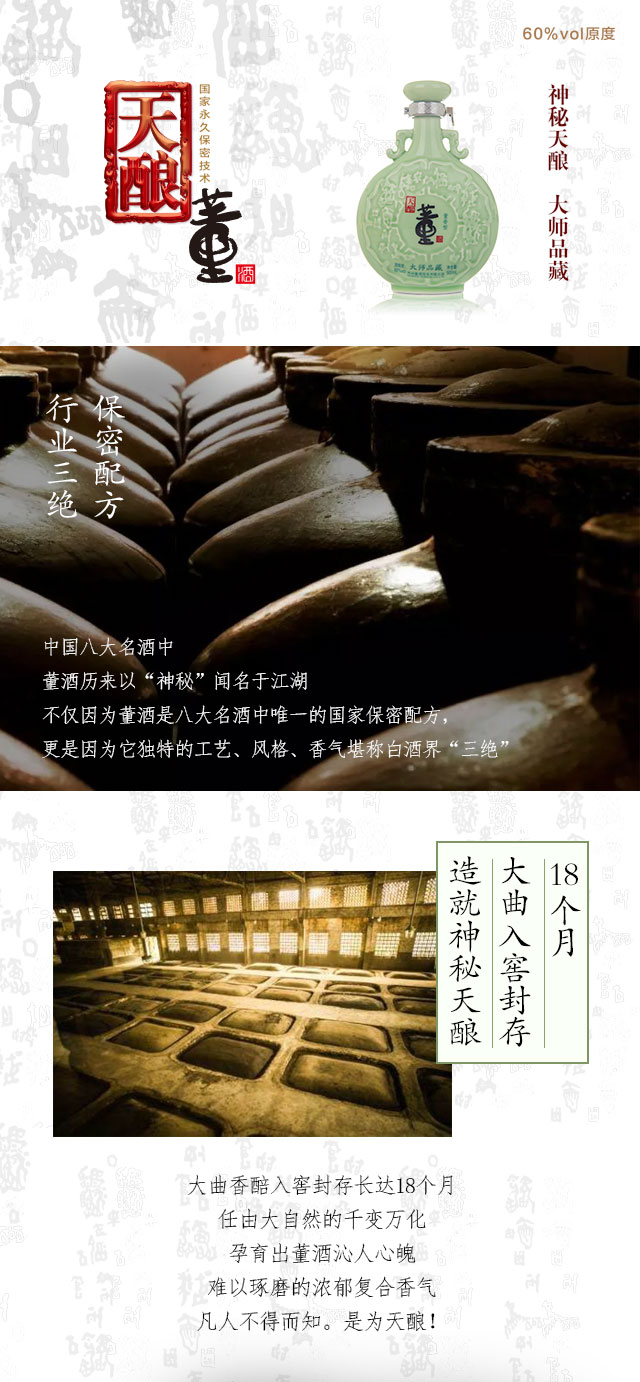 60%vol原度
天酿
国家永久保密技术
董
酒
董
大师品藏
神秘天酿 大师品藏
保密配方
行业三绝
中国八大名酒中
董酒历来以“神秘”闻名于江湖
不仅因为董酒是八大名酒中唯一的国家保密配方，
更是因为它独特的工艺、风格、香气堪称白酒界“三绝”
18个月
大曲入窖封存
造就神秘天酿
大曲香醅入窖封存长达18个月
任由大自然的千变万化
孕育出董酒沁人心魄
难以琢磨的浓郁复合香气
凡人不得而知。是为天酿！